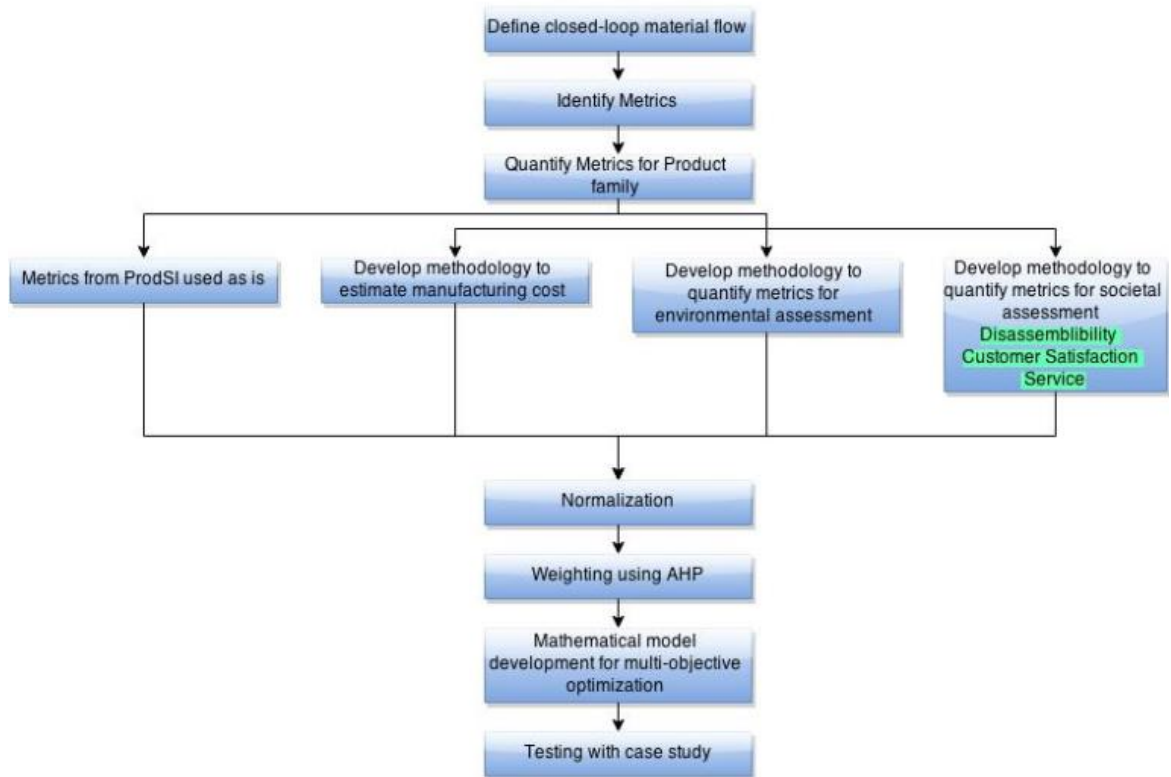 Define closed-loop material flow
Identify Metrics
Quantify Metrics for Product
family
Metrics from ProdSI used as is
Develop methodology to
estimate manufacturing cost
Develop methodology to
quantify metrics for
environmental assessment
Develop methodology to
quantify metrics for societal
assessment
Disassemblibility
Customer Satisfaction
Service
Normalization
Weighting using AHP
Mathematical model
development for multi-objective
optimization
Testing with case study